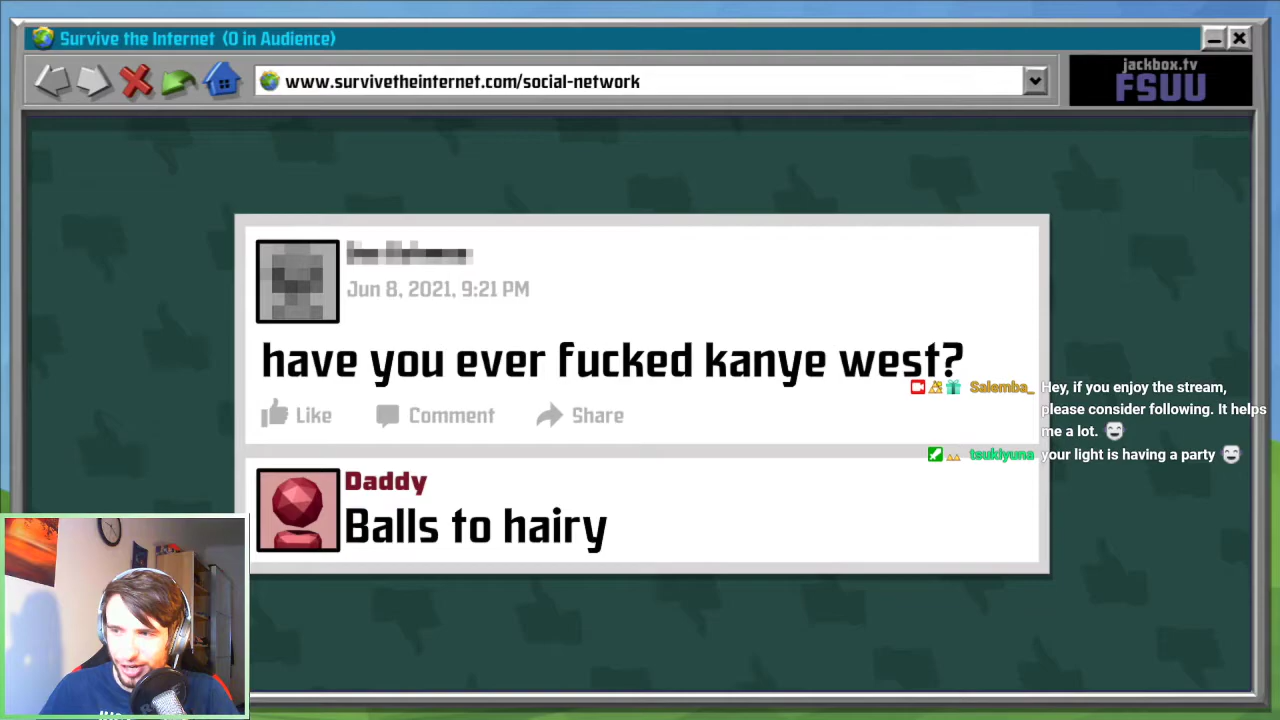 Survive the Internet (0 in Audience)
www.survivetheinternet.com/social-network
jackbox.tv
FSUU
Jun 8, 2021, 9:21 PM
have you ever fucked kanye west?
Like Comment Share
Salemba_ Hey, if you enjoy the stream,
please consider following. It helps
me a lot.
tsukiyuna your light is having a party
Daddy
Balls to hairy